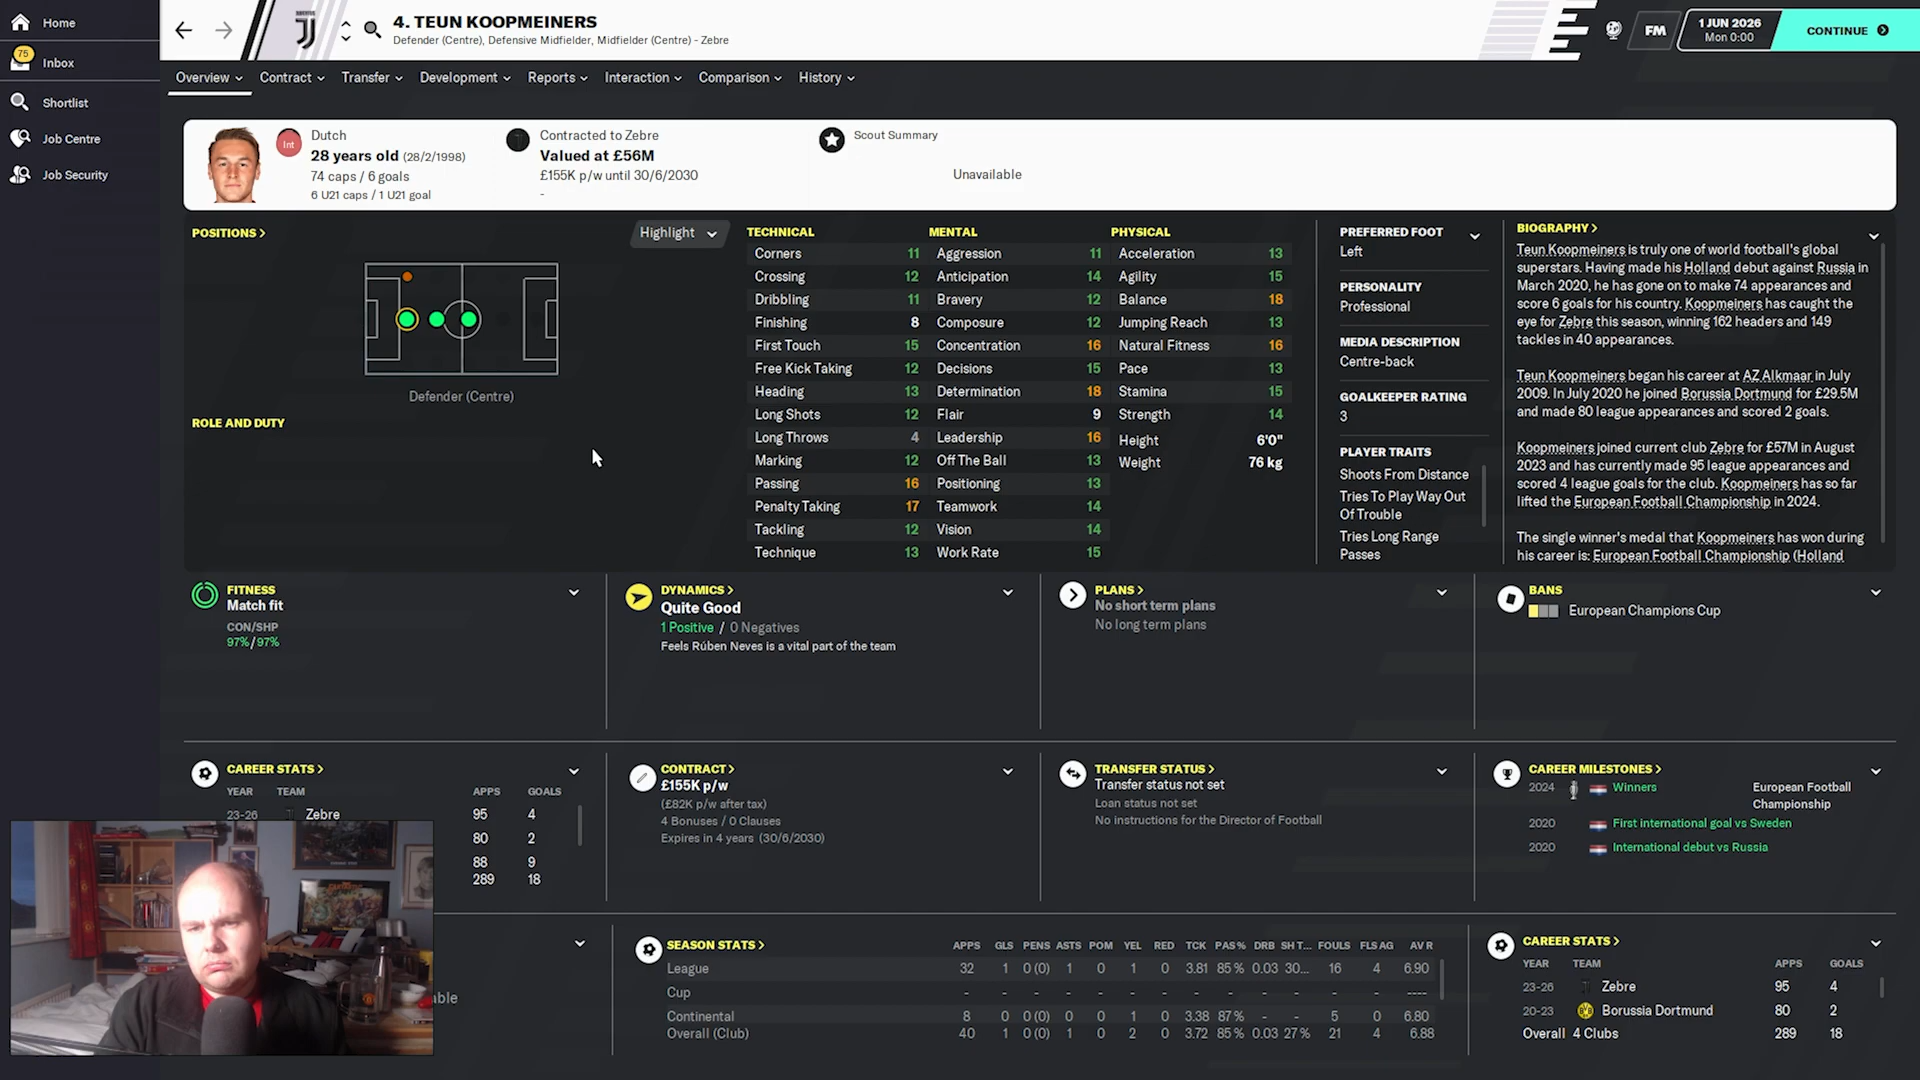 Home
75
Inbox
Shortlist
Job Centre
Job Security
4. TEUN KOOPMEINERS
Defender (Centre), Defensive Midfielder, Midfielder (Centre) - Zebre
FM
1 JUN 2026
Mon 0:00
CONTINUE
Overview
Contract
Transfer
Development
Reports
Interaction
Comparison
History
Int
Dutch
28 years old (28/2/1998)
74 caps / 6 goals
6 U21 caps / 1 U21 goal
Contracted to Zebre
Valued at £56M
£155K p/w until 30/6/2030
-
Scout Summary
Unavailable
POSITIONS >
Highlight
Defender (Centre)
ROLE AND DUTY
TECHNICAL
Corners 11
Crossing 12
Dribbling 11
Finishing 8
First Touch 15
Free Kick Taking 12
Heading 13
Long Shots 12
Long Throws 4
Marking 12
Passing 16
Penalty Taking 17
Tackling 12
Technique 13
MENTAL
Aggression 11
Anticipation 14
Bravery 12
Composure 12
Concentration 16
Decisions 15
Determination 18
Flair 9
Leadership 16
Off The Ball 13
Positioning 13
Teamwork 14
Vision 14
Work Rate 15
PHYSICAL
Acceleration 13
Agility 15
Balance 18
Jumping Reach 13
Natural Fitness 16
Pace 13
Stamina 15
Strength 14
Height 6'0"
Weight 76 kg
PREFERRED FOOT
Left
PERSONALITY
Professional
MEDIA DESCRIPTION
Centre-back
GOALKEEPER RATING
3
PLAYER TRAITS
Shoots From Distance
Tries To Play Way Out
Of Trouble
Tries Long Range
Passes
BIOGRAPHY >
Teun Koopmeiners is truly one of world football's global
superstars. Having made his Holland debut against Russia in
March 2020, he has gone on to make 74 appearances and
score 6 goals for his country. Koopmeiners has caught the
eye for Zebre this season, winning 162 headers and 149
tackles in 40 appearances.
Teun Koopmeiners began his career at AZ Alkmaar in July
2009. In July 2020 he joined Borussia Dortmund for £29.5M
and made 80 league appearances and scored 2 goals.
Koopmeiners joined current club Zebre for £57M in August
2023 and has currently made 95 league appearances and
scored 4 league goals for the club. Koopmeiners has so far
lifted the European Football Championship in 2024.
The single winner's medal that Koopmeiners has won during
his career is: European Football Championship (Holland
FITNESS
Match fit
CON/SHP
97%/97%
DYNAMICS >
Quite Good
1 Positive / 0 Negatives
Feels Rúben Neves is a vital part of the team
PLANS >
No short term plans
No long term plans
BANS
European Champions Cup
CAREER STATS >
YEAR TEAM APPS GOALS
23-26 Zebre 95 4
80 2
88 9
289 18
CONTRACT >
£155K p/w
(£82K p/w after tax)
4 Bonuses / 0 Clauses
Expires in 4 years (30/6/2030)
TRANSFER STATUS >
Transfer status not set
Loan status not set
No instructions for the Director of Football
CAREER MILESTONES >
2024 Winners European Football
Championship
2020 First international goal vs Sweden
2020 International debut vs Russia
able
SEASON STATS > APPS GLS PENS ASTS POM YEL RED TCK PAS % DRB SH T... FOULS FLS AG AV R
League 32 1 0 (0) 1 0 1 0 3.81 85 % 0.03 30... 16 4 6.90
Cup - - - - - - - - - - - - - ----
Continental 8 0 0 (0) 0 0 1 0 3.38 87 % - - 5 0 6.80
Overall (Club) 40 1 0 (0) 1 0 2 0 3.72 85 % 0.03 27 % 21 4 6.88
CAREER STATS >
YEAR TEAM APPS GOALS
23-26 Zebre 95 4
20-23 Borussia Dortmund 80 2
Overall 4 Clubs 289 18